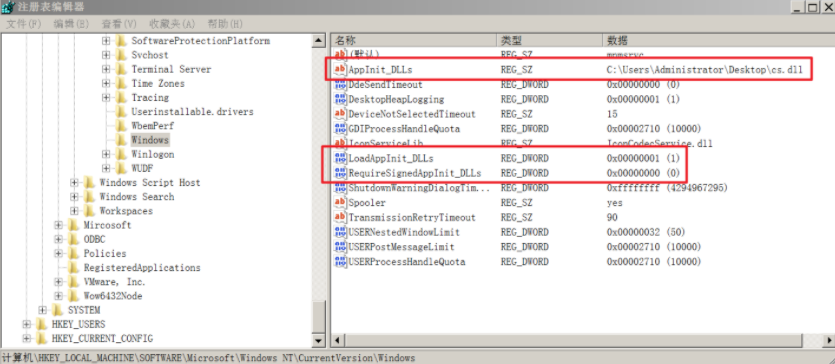 注册表编辑器
文件(F) 编辑(E) 查看(V) 收藏夹(A) 帮助(H)
SoftwareProtectionPlatform
Svchost
Terminal Server
Time Zones
Tracing
Userinstallable.drivers
WbemPerf
Windows
Winlogon
WUDF
Windows Script Host
Windows Search
Workspaces
Mircosoft
ODBC
Policies
RegisteredApplications
VMware, Inc.
Wow6432Node
SYSTEM
HKEY_USERS
HKEY_CURRENT_CONFIG
名称 类型 数据
(默认) REG_SZ mnmsrvc
AppInit_DLLs REG_SZ C:\Users\Administrator\Desktop\cs.dll
DdeSendTimeout REG_DWORD 0x00000000 (0)
DesktopHeapLogging REG_DWORD 0x00000001 (1)
DeviceNotSelectedTimeout REG_SZ 15
GDIProcessHandleQuota REG_DWORD 0x00002710 (10000)
IconServiceLib REG_SZ IconCodecService.dll
LoadAppInit_DLLs REG_DWORD 0x00000001 (1)
RequireSignedAppInit_DLLs REG_DWORD 0x00000000 (0)
ShutdownWarningDialogTim... REG_DWORD 0xffffffff (4294967295)
Spooler REG_SZ yes
TransmissionRetryTimeout REG_SZ 90
USERNestedWindowLimit REG_DWORD 0x00000032 (50)
USERPostMessageLimit REG_DWORD 0x00002710 (10000)
USERProcessHandleQuota REG_DWORD 0x00002710 (10000)
计算机\HKEY_LOCAL_MACHINE\SOFTWARE\Microsoft\Windows NT\CurrentVersion\Windows